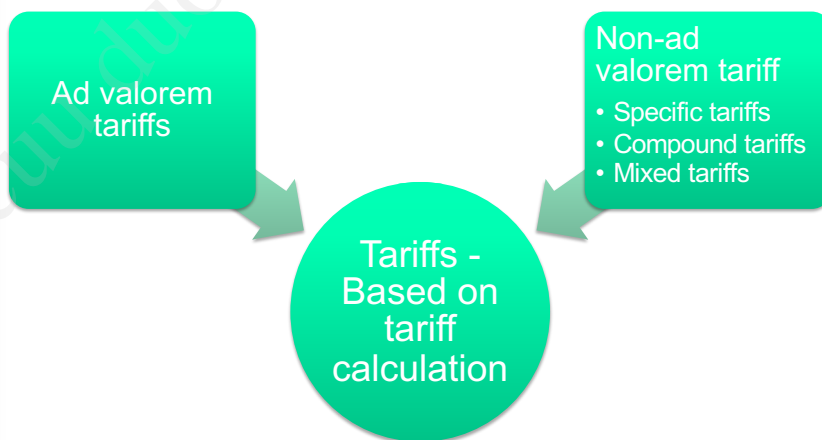 Ad valorem
tariffs
Non-ad
valorem tariff
• Specific tariffs
• Compound tariffs
• Mixed tariffs
Tariffs -
Based on
tariff
calculation